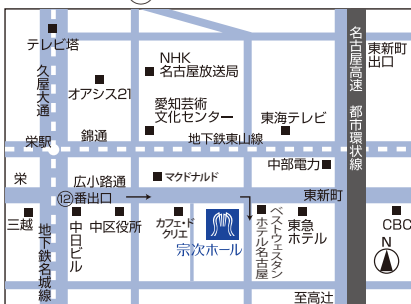 テレビ塔
久屋大通
オアシス21
NHK
名古屋放送局
愛知芸術
文化センター
東海テレビ
名古屋高速 都市環状線
東新町
出口
栄駅
錦通
地下鉄東山線
中部電力
栄
広小路通
マクドナルド
東新町
⑫番出口
三越
地下鉄名城線
中日ビル
中区役所
カフェ・ド
クリエ
宗次ホール
ベストウェスタン
ホテル名古屋
東急
ホテル
CBC
N
至高辻